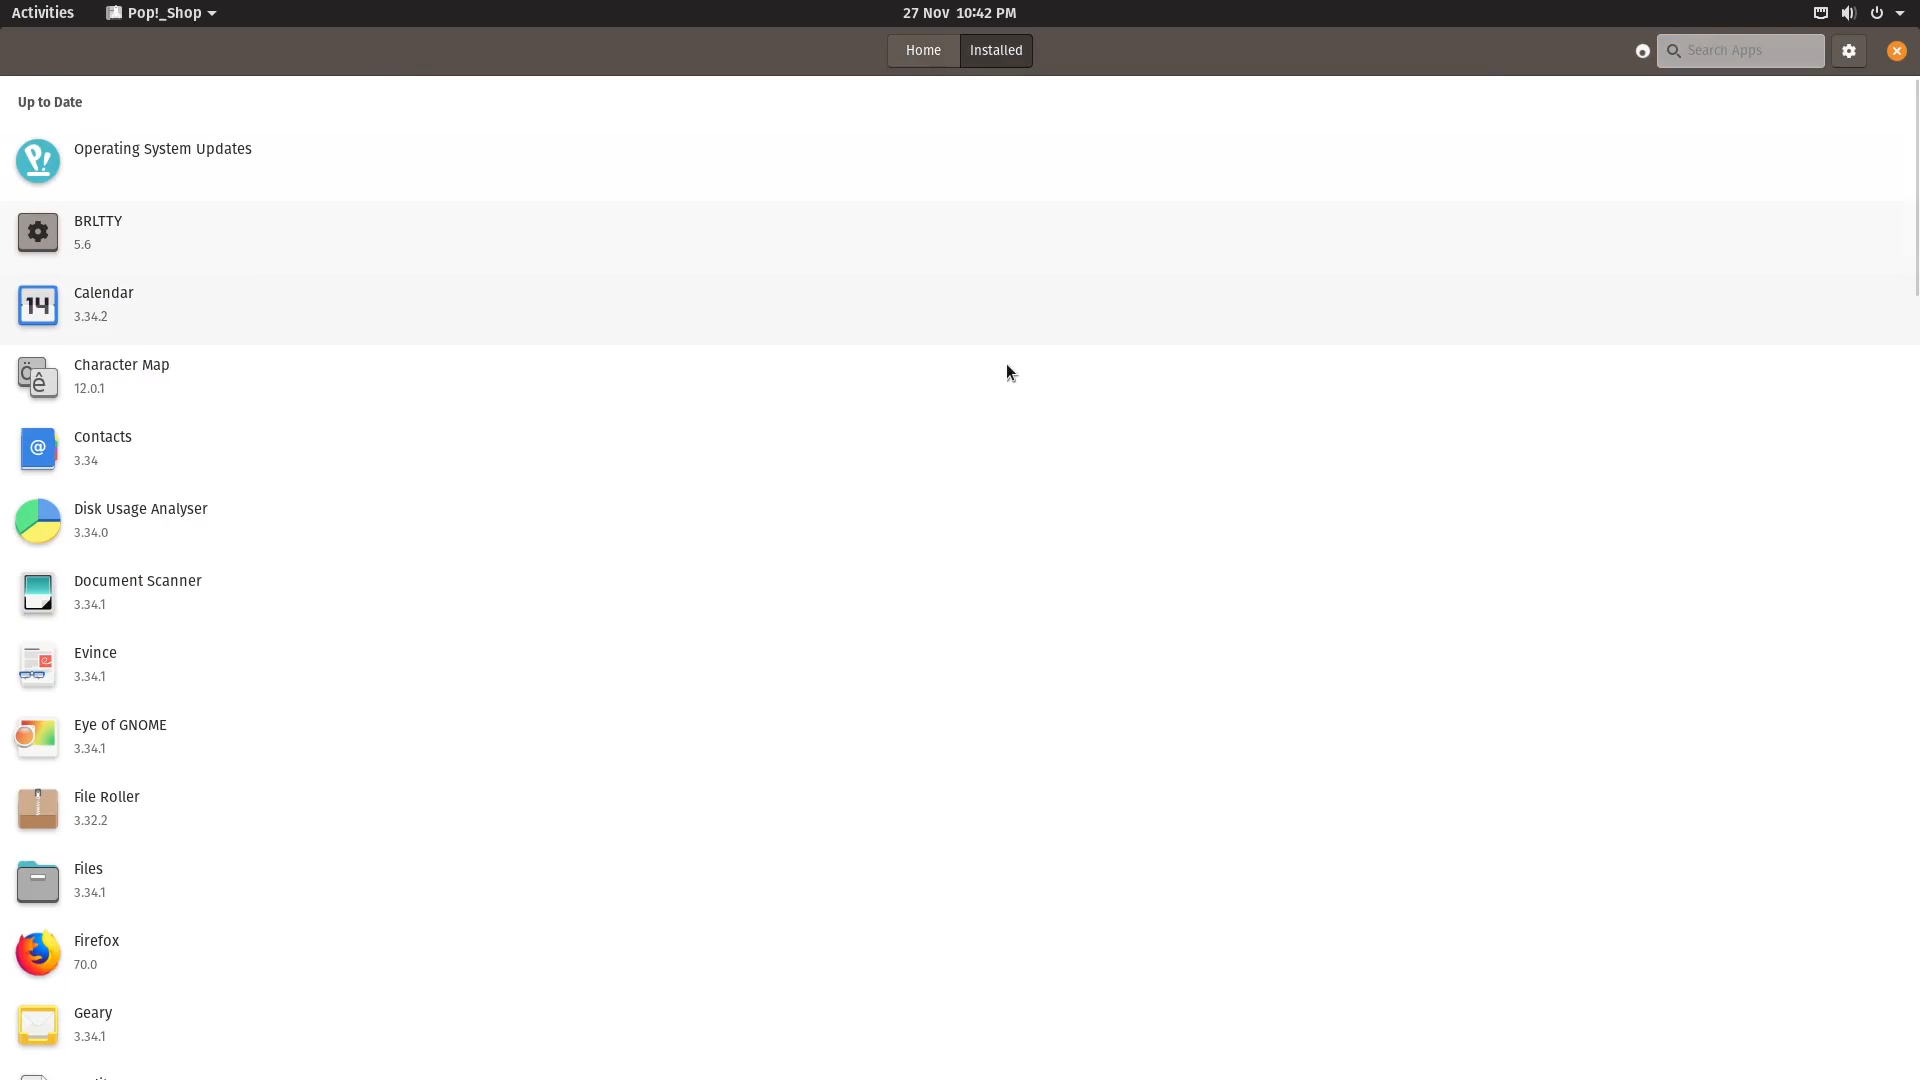 Activities
Pop!_Shop
27 Nov 10:42 PM
Home
Installed
Search Apps
Up to Date
Operating System Updates
BRLTTY
5.6
14
Calendar
3.34.2
Character Map
12.0.1
@
Contacts
3.34
Disk Usage Analyser
3.34.0
Document Scanner
3.34.1
Evince
3.34.1
Eye of GNOME
3.34.1
File Roller
3.32.2
Files
3.34.1
Firefox
70.0
Geary
3.34.1